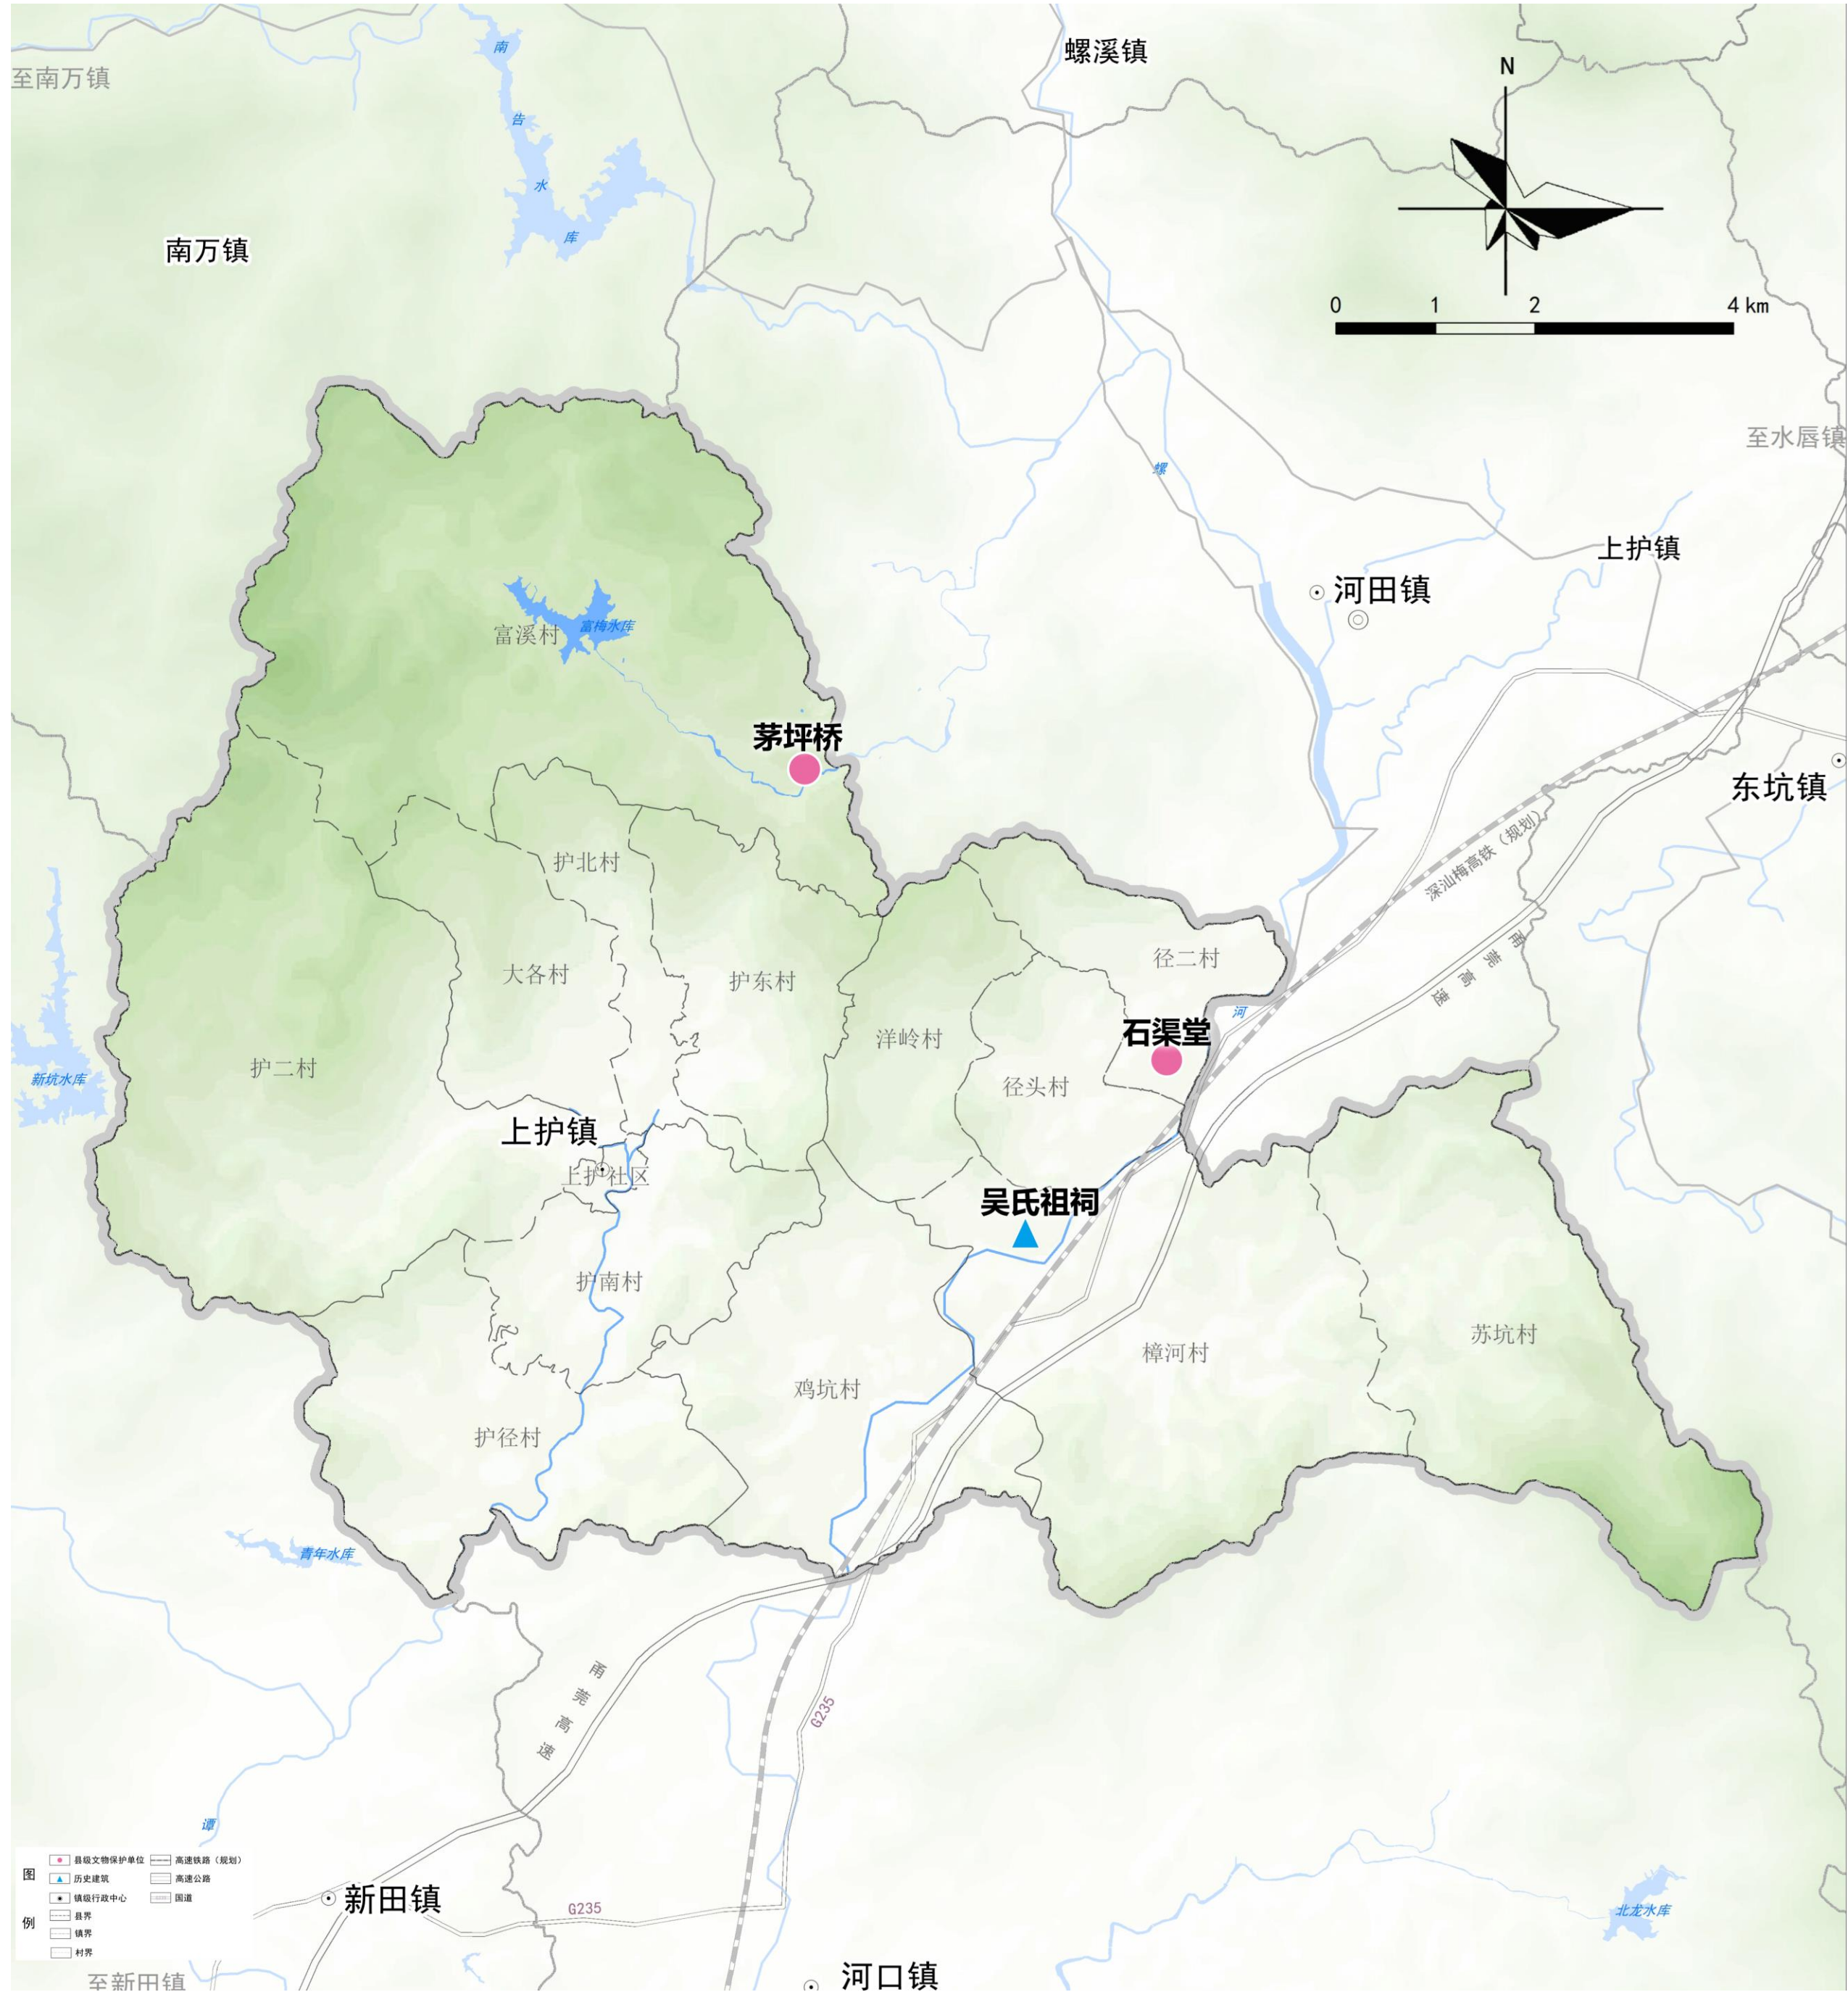 螺溪镇
N
至南万镇
南
告
水
库
南万镇
0 1 2 4 km
至水唇镇
螺
上护镇
河田镇
富溪村
富梅水库
茅坪桥
东坑镇
深汕梅高铁（规划）
护北村
甬莞高速
径二村
大各村
护东村
河
石渠堂
洋岭村
护二村
新坑水库
径头村
上护镇
上护社区
吴氏祖祠
护南村
苏坑村
樟河村
鸡坑村
护径村
青年水库
甬莞高速
G235
潭
图例
县级文物保护单位
高速铁路（规划）
历史建筑
高速公路
镇级行政中心
国道
县界
镇界
村界
新田镇
G235
北龙水库
至新田镇
河口镇